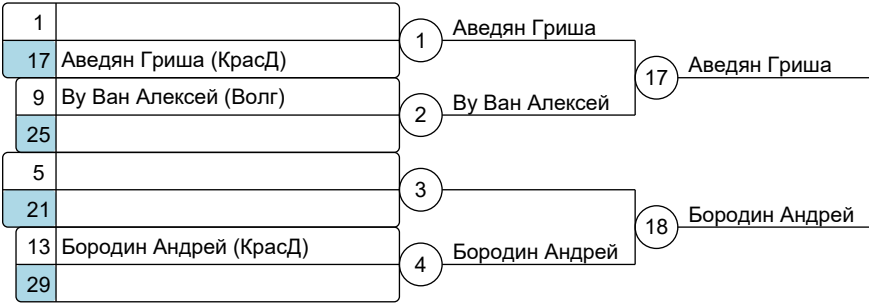 1
17 Аведян Гриша (КрасД)
1 Аведян Гриша
9 Ву Ван Алексей (Волг)
25
2 Ву Ван Алексей
17 Аведян Гриша
5
21
3
13 Бородин Андрей (КрасД)
29
4 Бородин Андрей
18 Бородин Андрей